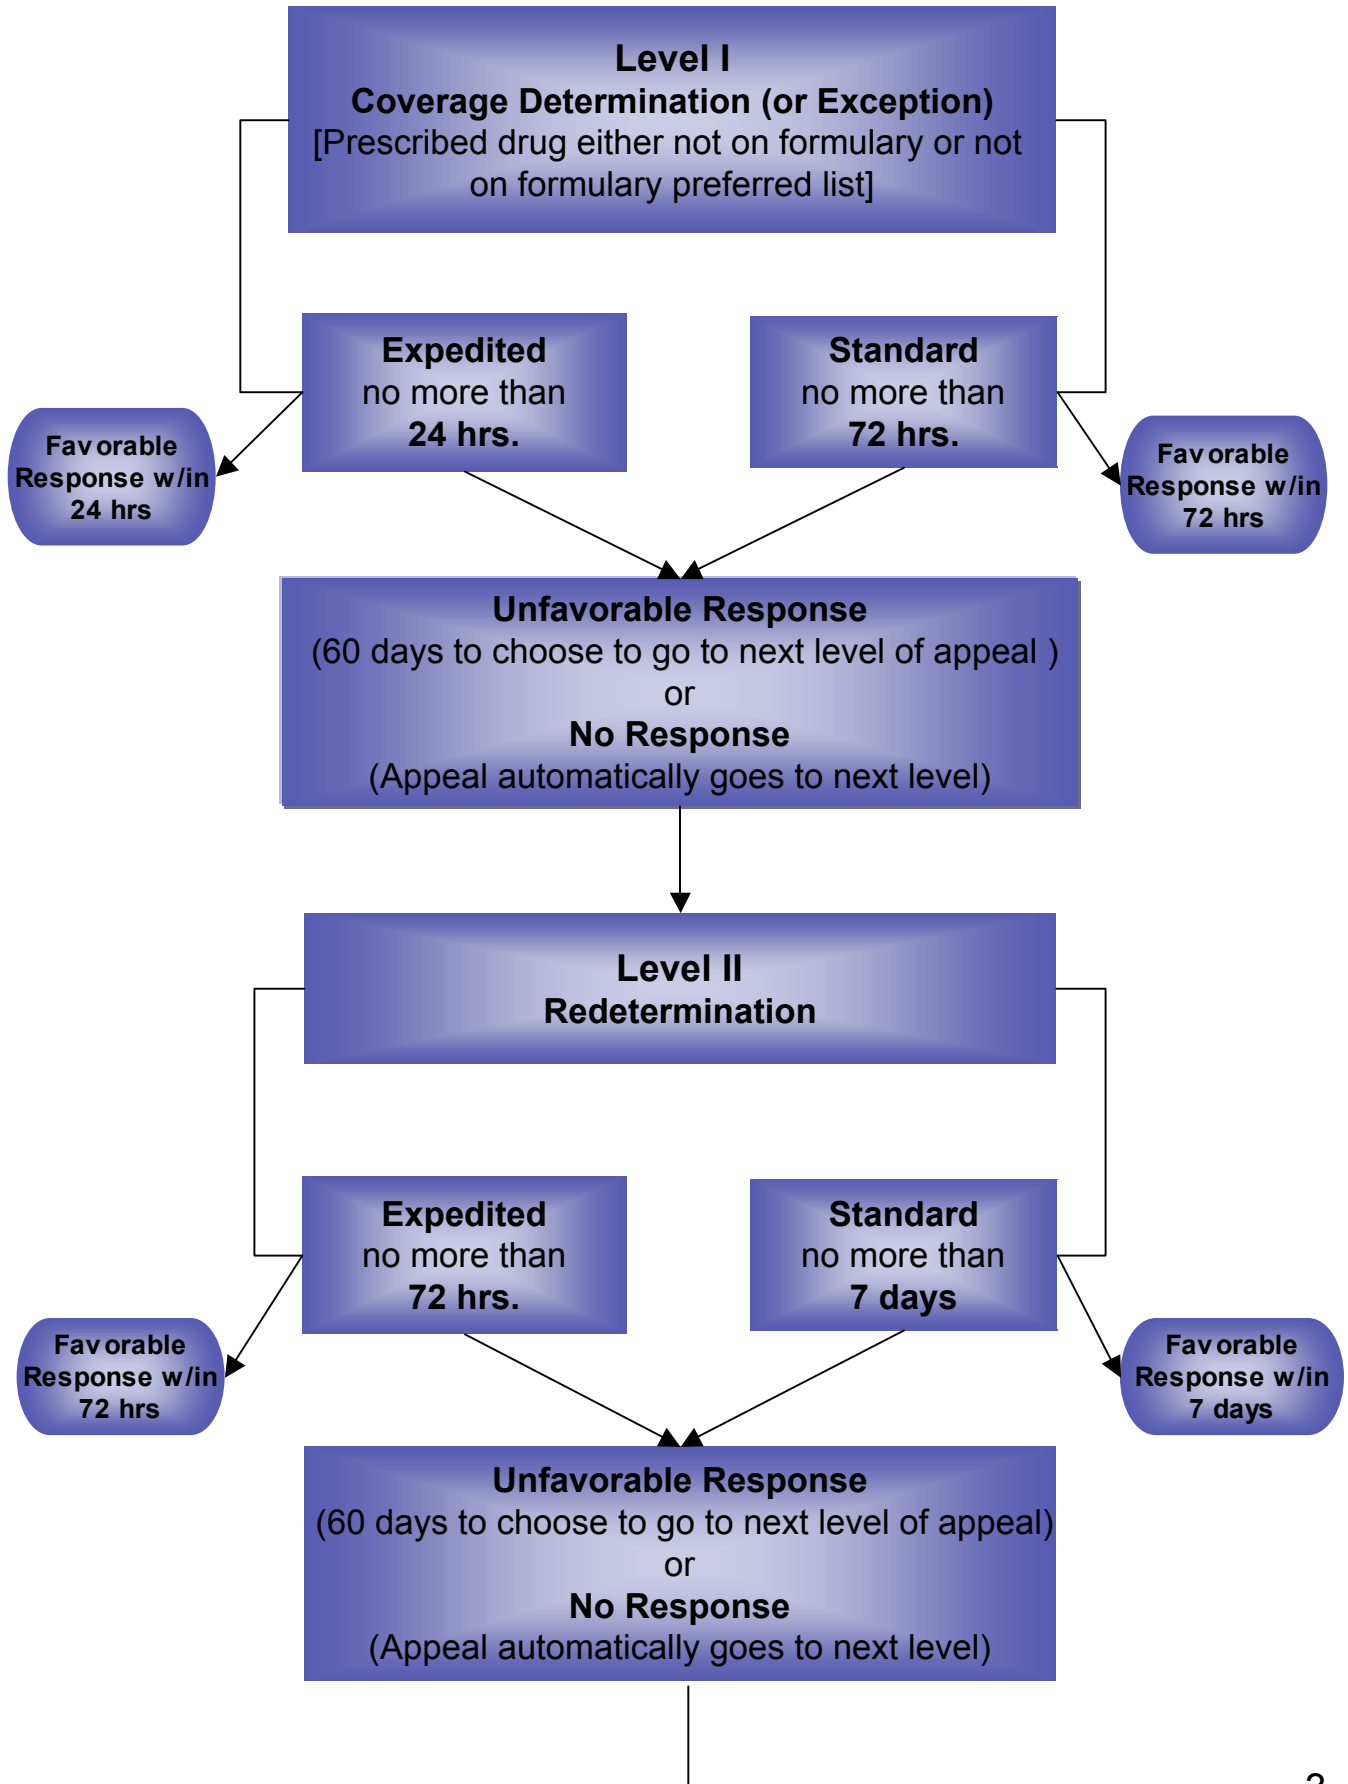 Level I
Coverage Determination (or Exception)
[Prescribed drug either not on formulary or not
on formulary preferred list]
Expedited
no more than
24 hrs.
Standard
no more than
72 hrs.
Favorable
Response w/in
24 hrs
Favorable
Response w/in
72 hrs
Unfavorable Response
(60 days to choose to go to next level of appeal )
or
No Response
(Appeal automatically goes to next level)
Level II
Redetermination
Expedited
no more than
72 hrs.
Standard
no more than
7 days
Favorable
Response w/in
72 hrs
Favorable
Response w/in
7 days
Unfavorable Response
(60 days to choose to go to next level of appeal)
or
No Response
(Appeal automatically goes to next level)